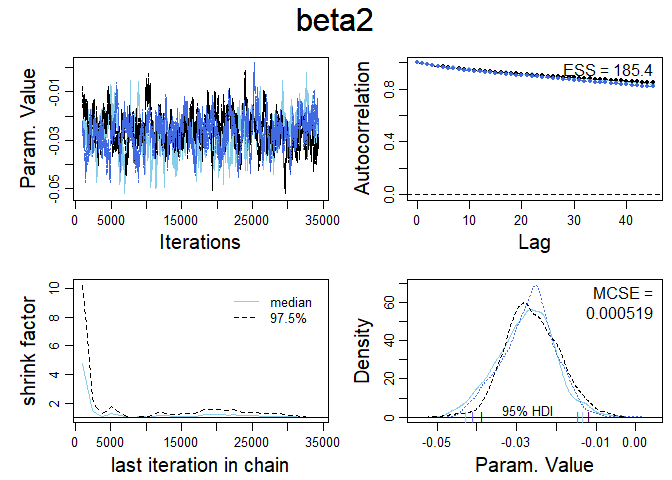 beta2
Param. Value
-0.05
-0.03
-0.01
0
5000
15000
25000
35000
Iterations
Autocorrelation
0.0
0.4
0.8
ESS = 185.4
0
10
20
30
40
Lag
shrink factor
2
4
6
8
10
median
97.5%
0
5000
15000
25000
35000
last iteration in chain
Density
0
20
40
60
MCSE =
0.000519
95% HDI
-0.05
-0.03
-0.01
0.00
Param. Value